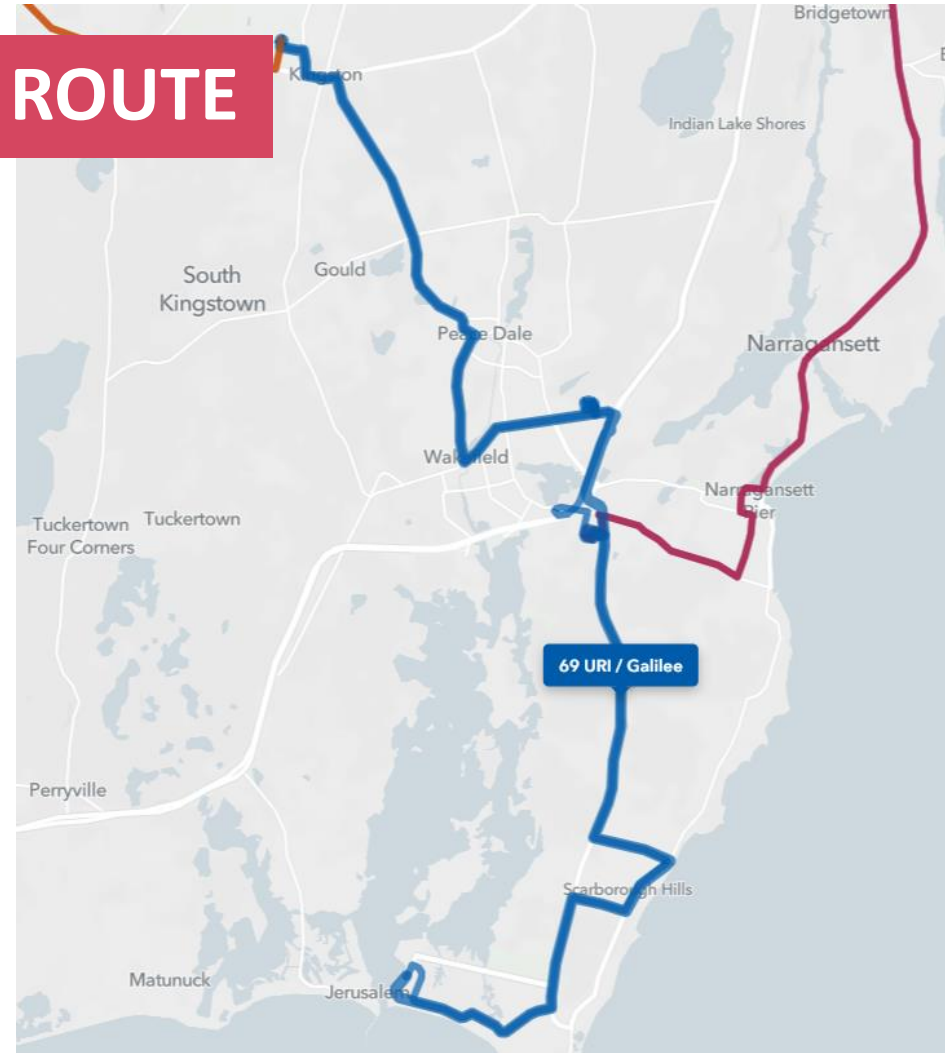 Bridgetown
ROUTE
Kingston
Indian Lake Shores
South
Kingstown
Gould
Peace Dale
Narragansett
Wakefield
Narragansett
Pier
Tuckertown
Four Corners
Tuckertown
69 URI / Galilee
Perryville
Scarborough Hills
Matunuck
Jerusalem